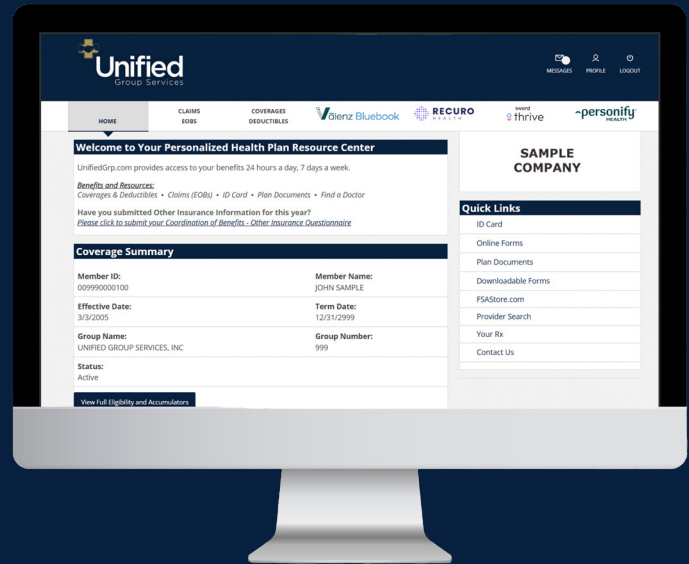 Unified
Group Services
MESSAGES
PROFILE
LOGOUT
HOME
CLAIMS
EOBS
COVERAGES
DEDUCTIBLES
Välenz Bluebook
RECURO
HEALTH
sword
thrive
personify
HEALTH
Welcome to Your Personalized Health Plan Resource Center
UnifiedGrp.com provides access to your benefits 24 hours a day, 7 days a week.
Benefits and Resources:
Coverages & Deductibles • Claims (EOBs) • ID Card • Plan Documents • Find a Doctor
Have you submitted Other Insurance Information for this year?
Please click to submit your Coordination of Benefits - Other Insurance Questionnaire
Coverage Summary
Member ID:
009990000100
Member Name:
JOHN SAMPLE
Effective Date:
3/3/2005
Term Date:
12/31/2999
Group Name:
UNIFIED GROUP SERVICES, INC
Group Number:
999
Status:
Active
View Full Eligibility and Accumulators
SAMPLE
COMPANY
Quick Links
ID Card
Online Forms
Plan Documents
Downloadable Forms
FSAStore.com
Provider Search
Your Rx
Contact Us